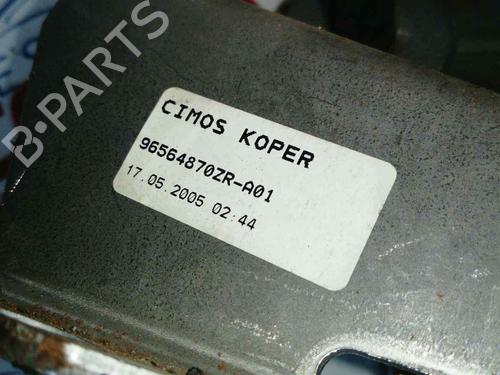 B-PARTS
CIMOS KOPER
96564870ZR-A01
17.05.2005 02:44